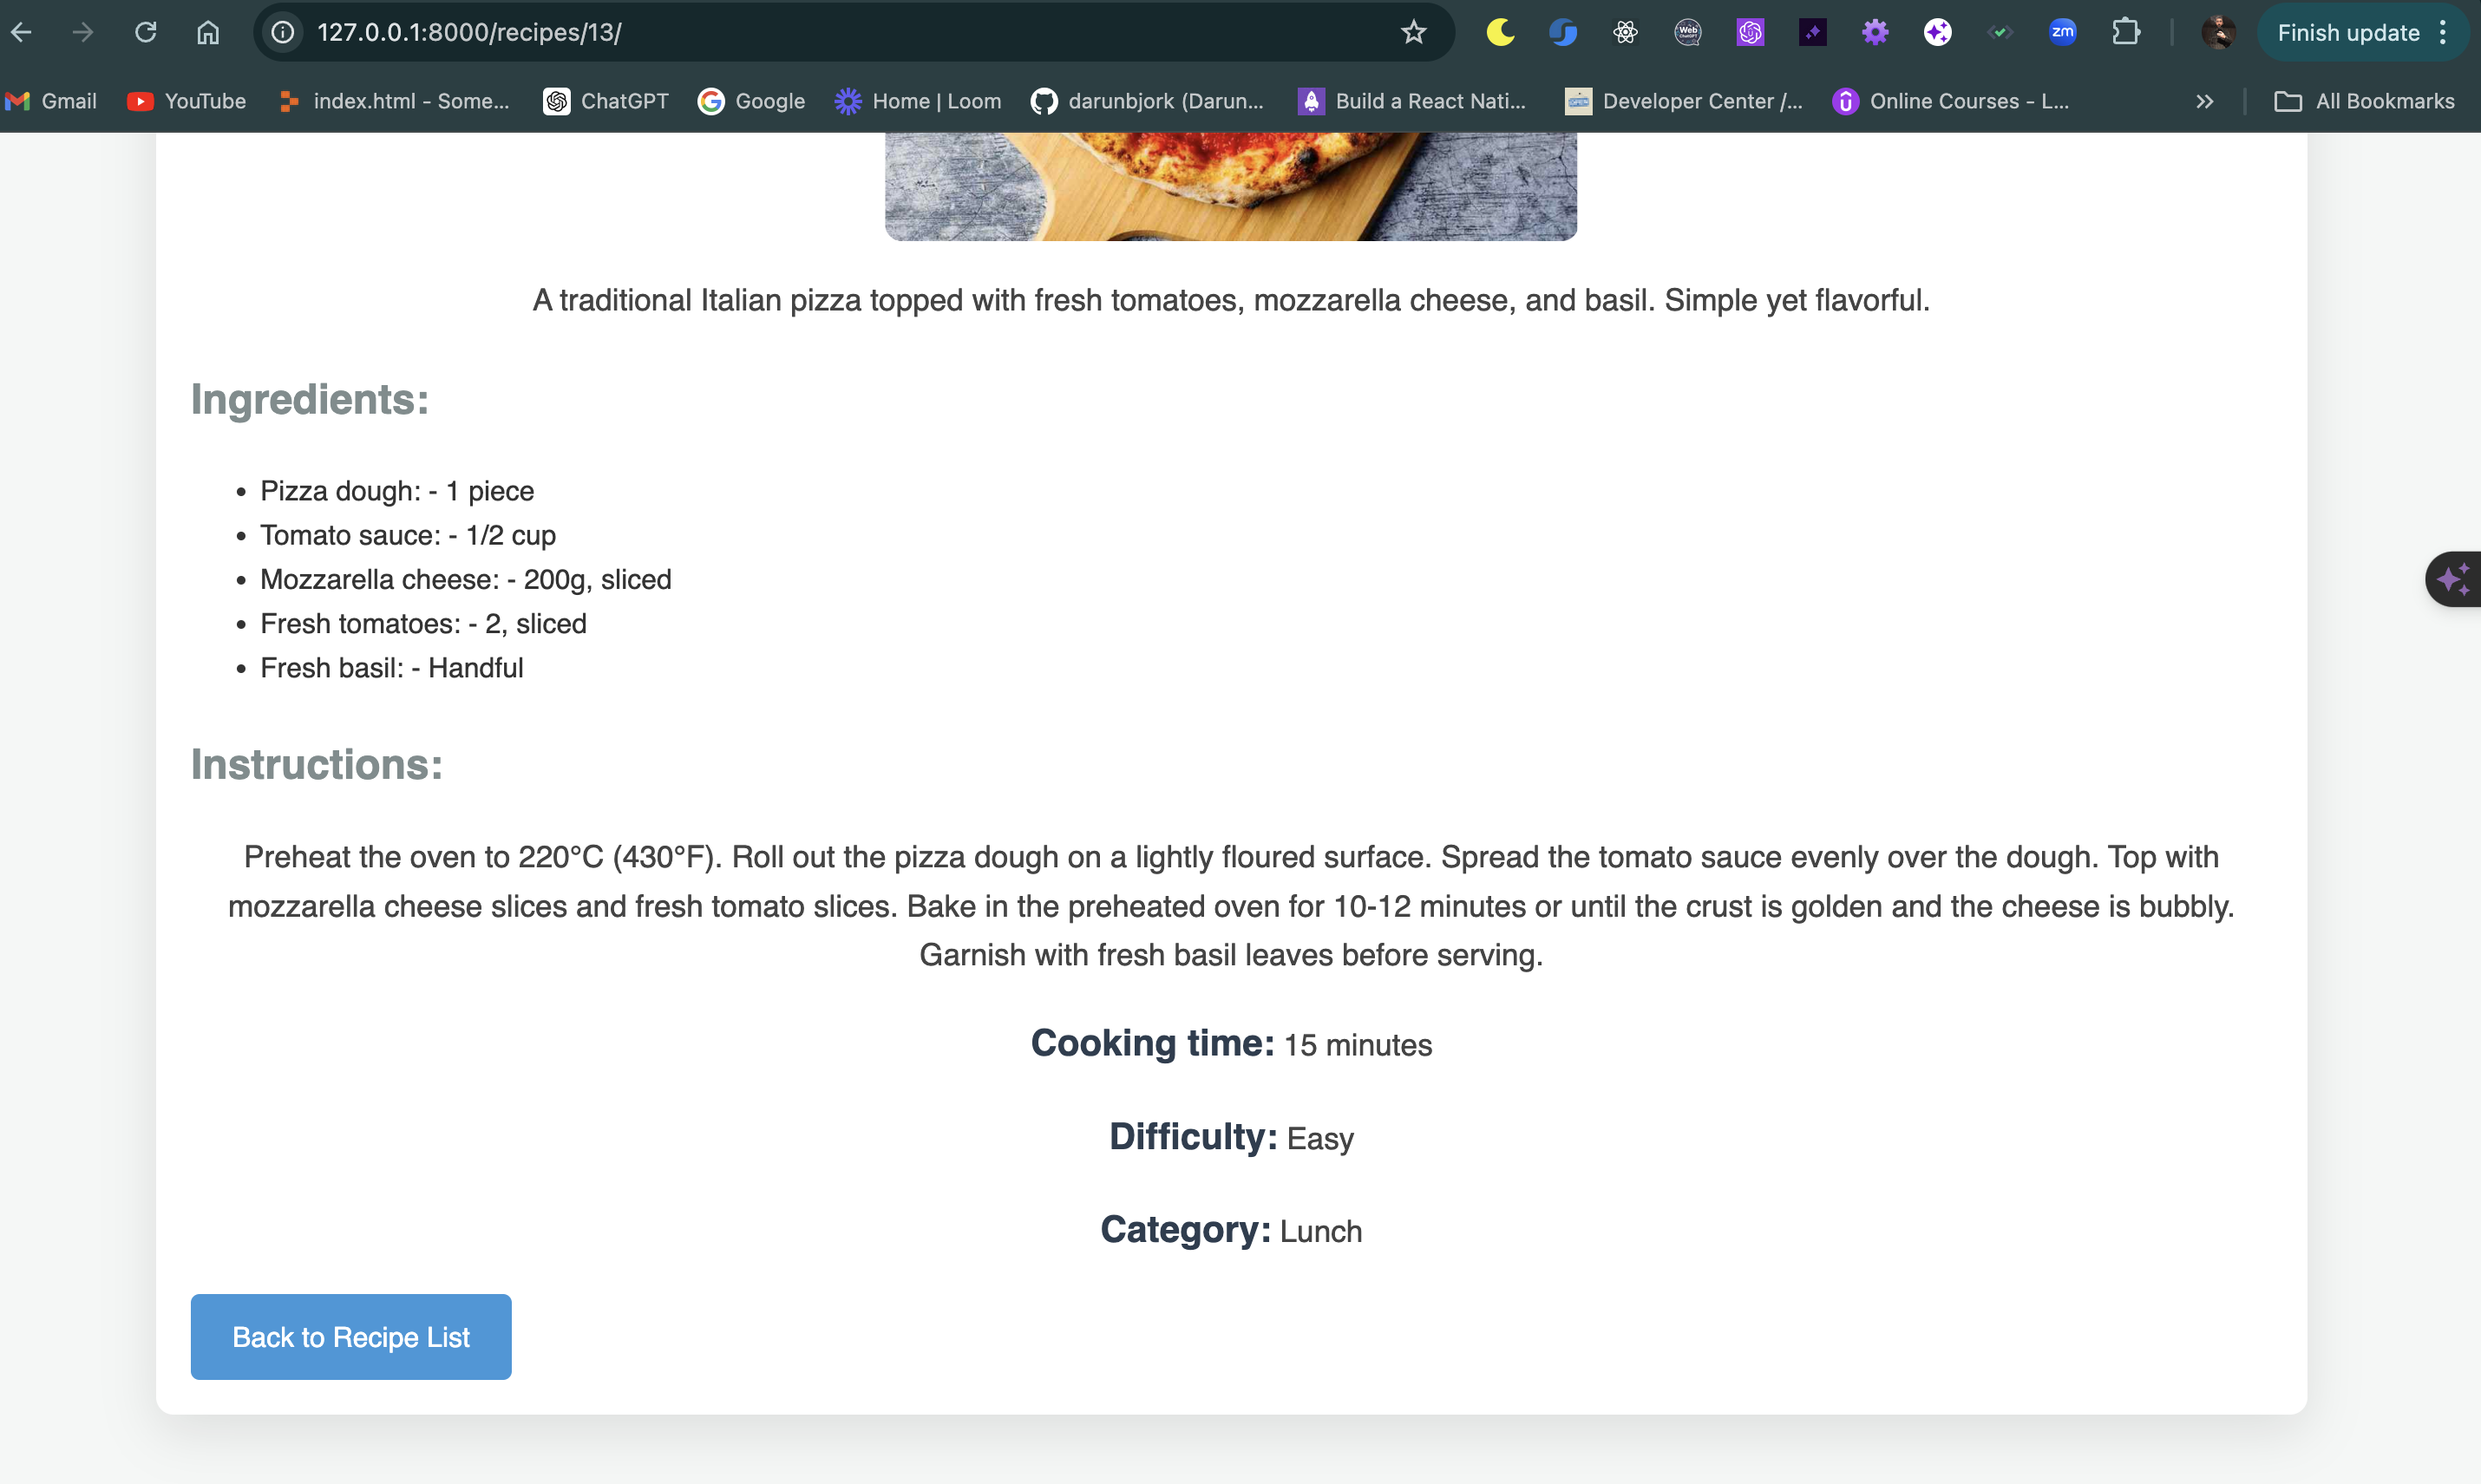 127.0.0.1:8000/recipes/13/
Finish update
Gmail
YouTube
index.html - Some...
ChatGPT
Google
Home | Loom
darunbjork (Darun...
Build a React Nati...
Developer Center /...
Online Courses - L...
All Bookmarks
A traditional Italian pizza topped with fresh tomatoes, mozzarella cheese, and basil. Simple yet flavorful.
Ingredients:
• Pizza dough: - 1 piece
• Tomato sauce: - 1/2 cup
• Mozzarella cheese: - 200g, sliced
• Fresh tomatoes: - 2, sliced
• Fresh basil: - Handful
Instructions:
Preheat the oven to 220°C (430°F). Roll out the pizza dough on a lightly floured surface. Spread the tomato sauce evenly over the dough. Top with
mozzarella cheese slices and fresh tomato slices. Bake in the preheated oven for 10-12 minutes or until the crust is golden and the cheese is bubbly.
Garnish with fresh basil leaves before serving.
Cooking time: 15 minutes
Difficulty: Easy
Category: Lunch
Back to Recipe List